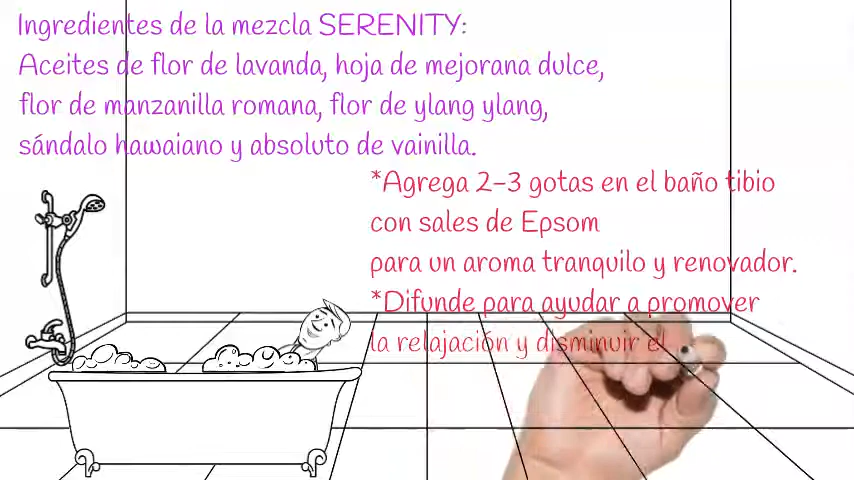 Ingredientes de la mezcla SERENITY:
Aceites de flor de lavanda, hoja de mejorana dulce,
flor de manzanilla romana, flor de ylang ylang,
sándalo hawaiano y absoluto de vainilla.
*Agrega 2-3 gotas en el baño tibio
con sales de Epsom
para un aroma tranquilo y renovador.
*Difunde para ayudar a promover
la relajación y disminuir el